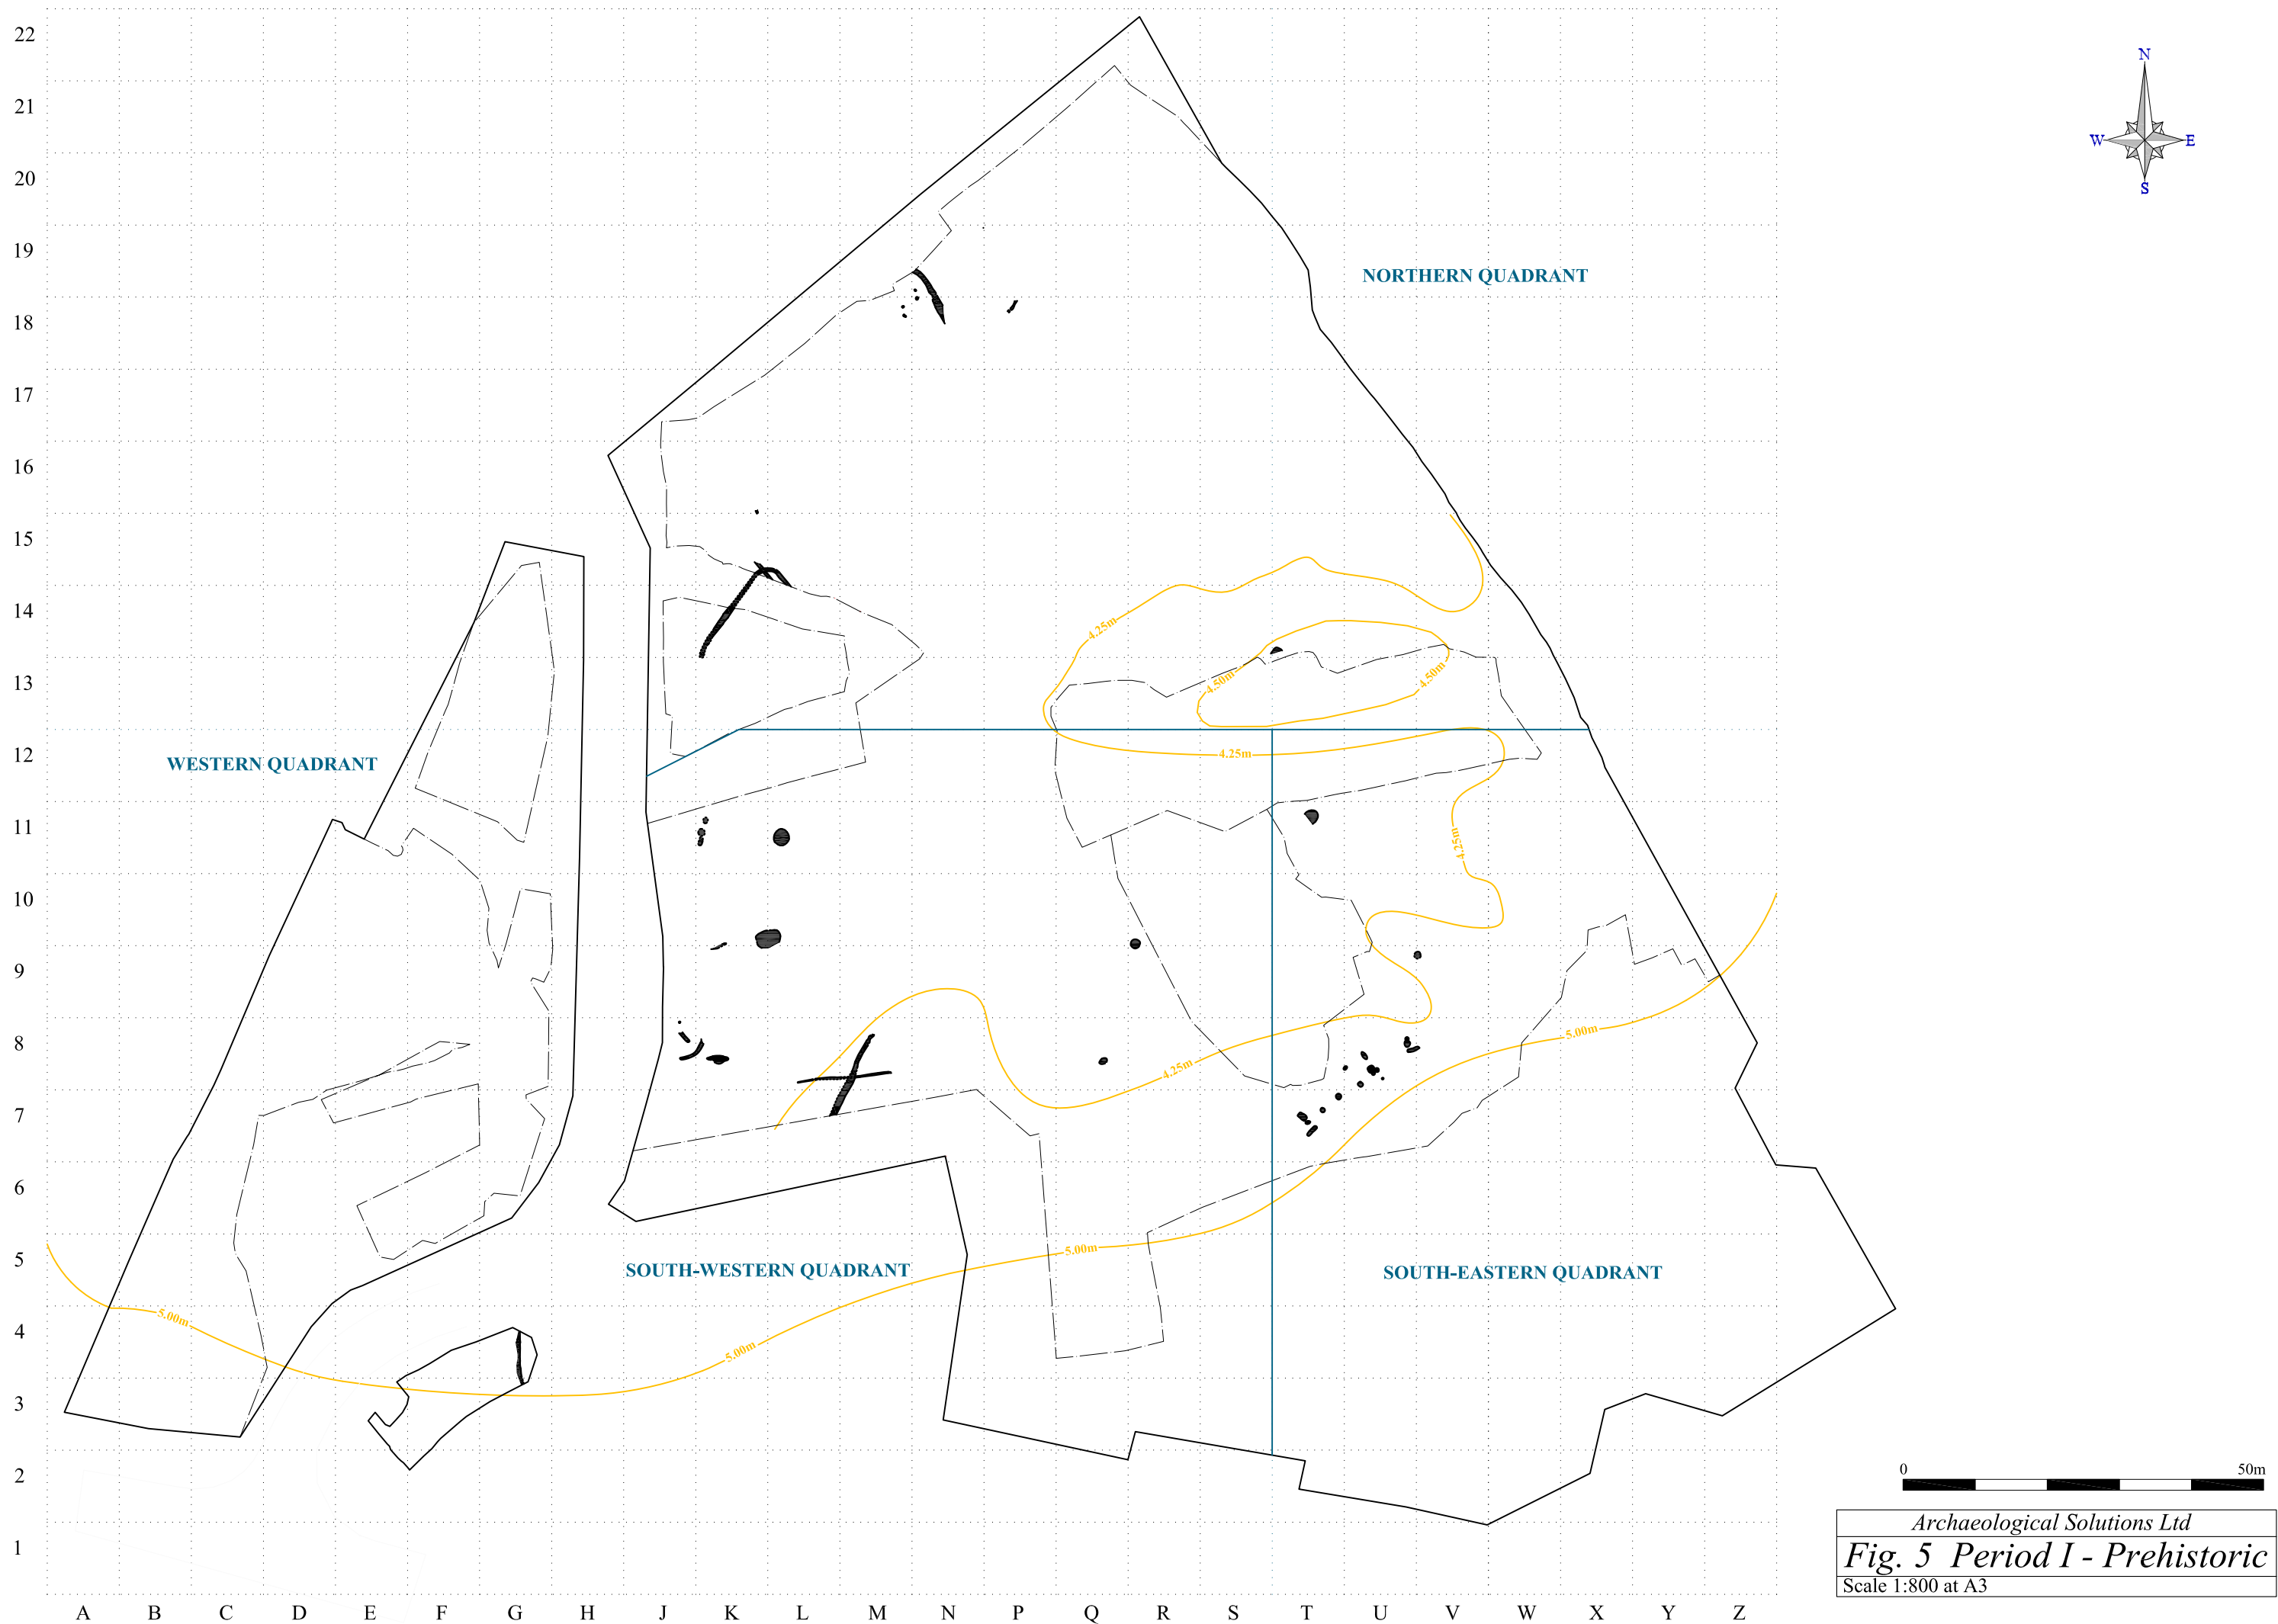 22
21
20
19
18
17
16
15
14
13
12
11
10
9
8
7
6
5
4
3
2
1
A B C D E F G H J K L M N P Q R S T U V W X Y Z
N
W E
S
NORTHERN QUADRANT
WESTERN QUADRANT
SOUTH-WESTERN QUADRANT
SOUTH-EASTERN QUADRANT
4.25m
4.50m
4.50m
4.25m
4.25m
5.00m
4.25m
5.00m
5.00m
5.00m
0 50m
Archaeological Solutions Ltd
Fig. 5 Period I - Prehistoric
Scale 1:800 at A3